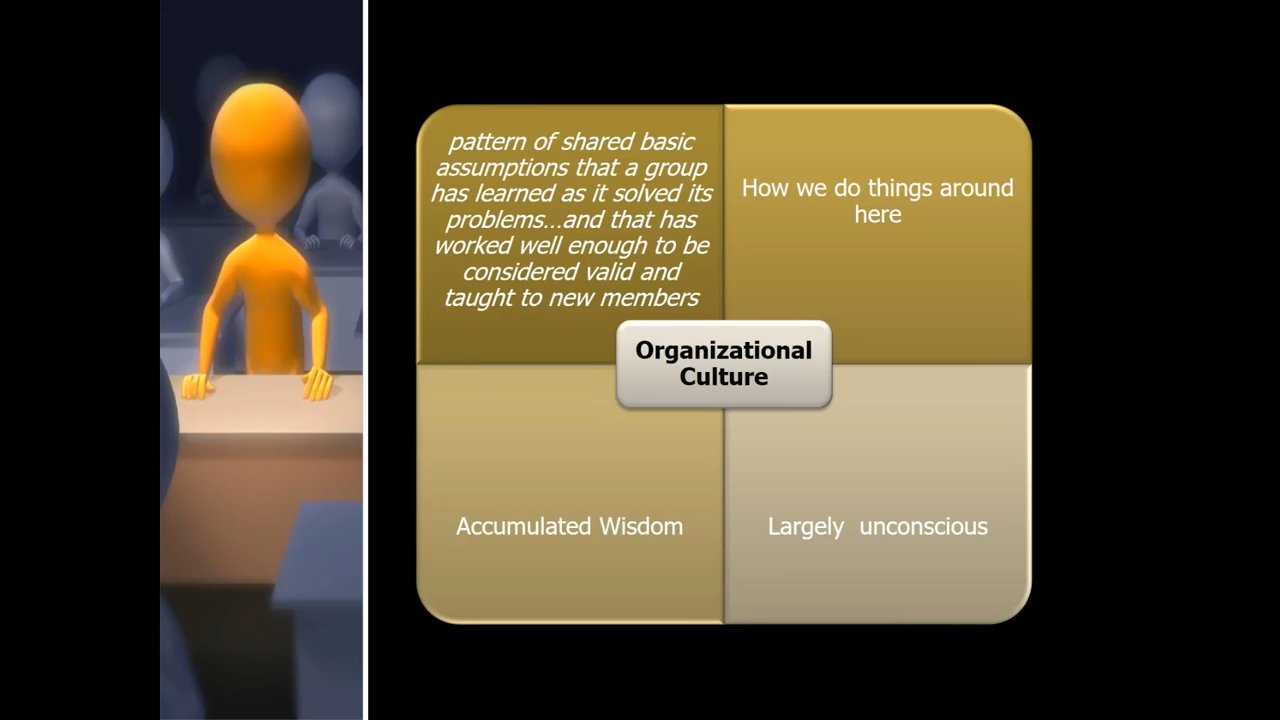 pattern of shared basic
assumptions that a group
has learned as it solved its
problems…and that has
worked well enough to be
considered valid and
taught to new members
How we do things around
here
Organizational
Culture
Accumulated Wisdom
Largely  unconscious